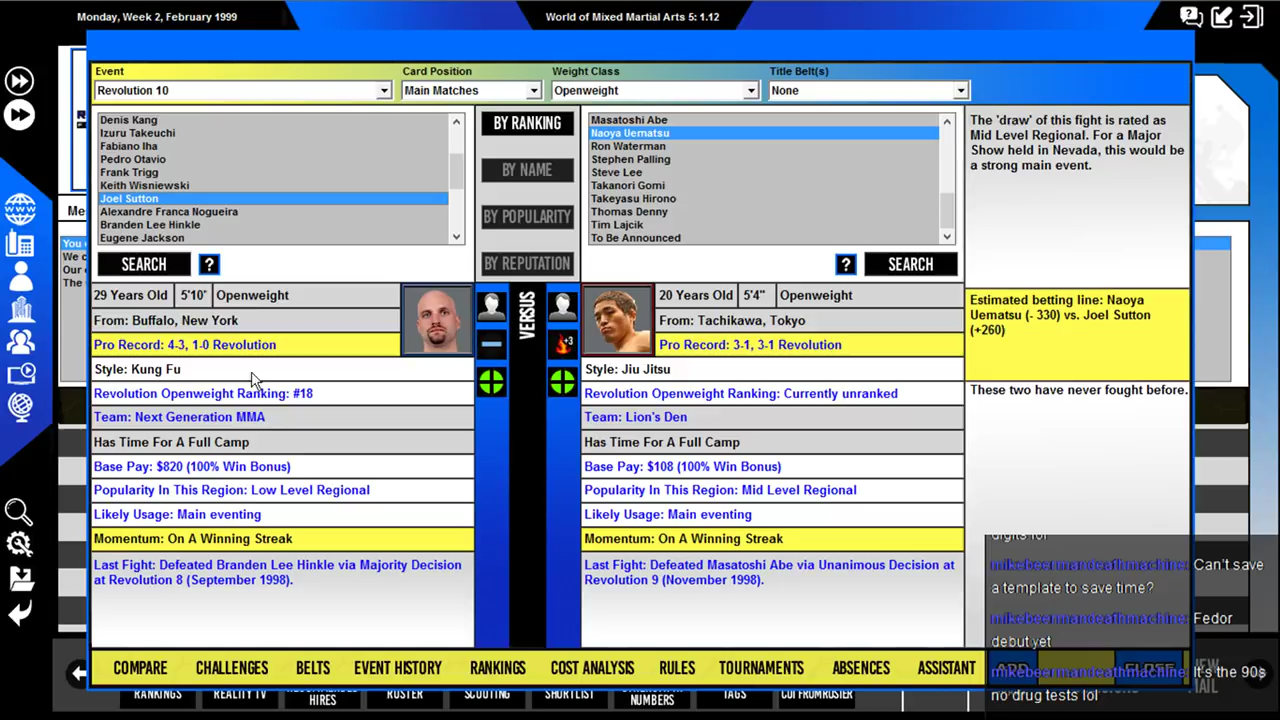 Monday, Week 2, February 1999
World of Mixed Martial Arts 5: 1.12
Event
Card Position
Weight Class
Title Belt(s)
Revolution 10
Main Matches
Openweight
None
Denis Kang
Izuru Takeuchi
Fabiano Iha
Pedro Otavio
Frank Trigg
Keith Wisniewski
Joel Sutton
Alexandre Franca Nogueira
Branden Lee Hinkle
Eugene Jackson
BY RANKING
BY NAME
BY POPULARITY
BY REPUTATION
Masatoshi Abe
Naoya Uematsu
Ron Waterman
Stephen Palling
Steve Lee
Takanori Gomi
Takeyasu Hirono
Thomas Denny
Tim Lajcik
To Be Announced
The 'draw' of this fight is rated as
Mid Level Regional. For a Major
Show held in Nevada, this would be
a strong main event.
SEARCH
?
?
SEARCH
29 Years Old
5'10"
Openweight
From: Buffalo, New York
Pro Record: 4-3, 1-0 Revolution
Style: Kung Fu
Revolution Openweight Ranking: #18
Team: Next Generation MMA
Has Time For A Full Camp
Base Pay: $820 (100% Win Bonus)
Popularity In This Region: Low Level Regional
Likely Usage: Main eventing
Momentum: On A Winning Streak
Last Fight: Defeated Branden Lee Hinkle via Majority Decision
at Revolution 8 (September 1998).
VERSUS
+3
20 Years Old
5'4"
Openweight
From: Tachikawa, Tokyo
Pro Record: 3-1, 3-1 Revolution
Style: Jiu Jitsu
Revolution Openweight Ranking: Currently unranked
Team: Lion's Den
Has Time For A Full Camp
Base Pay: $108 (100% Win Bonus)
Popularity In This Region: Mid Level Regional
Likely Usage: Main eventing
Momentum: On A Winning Streak
Last Fight: Defeated Masatoshi Abe via Unanimous Decision at
Revolution 9 (November 1998).
Estimated betting line: Naoya
Uematsu (- 330) vs. Joel Sutton
(+260)
These two have never fought before.
digits lol
mikebeermandeathmachine: Can't save
a template to save time?
mikebeermandeathmachine: Fedor
debut yet
mikebeermandeathmachine: It's the 90s
no drug tests lol
COMPARE
CHALLENGES
BELTS
EVENT HISTORY
RANKINGS
COST ANALYSIS
RULES
TOURNAMENTS
ABSENCES
ASSISTANT
ADD
CLOSE
RANKINGS
REALITY TV
HIRES
ROSTER
SCOUTING
SHORTLIST
NUMBERS
TAGS
MAIL